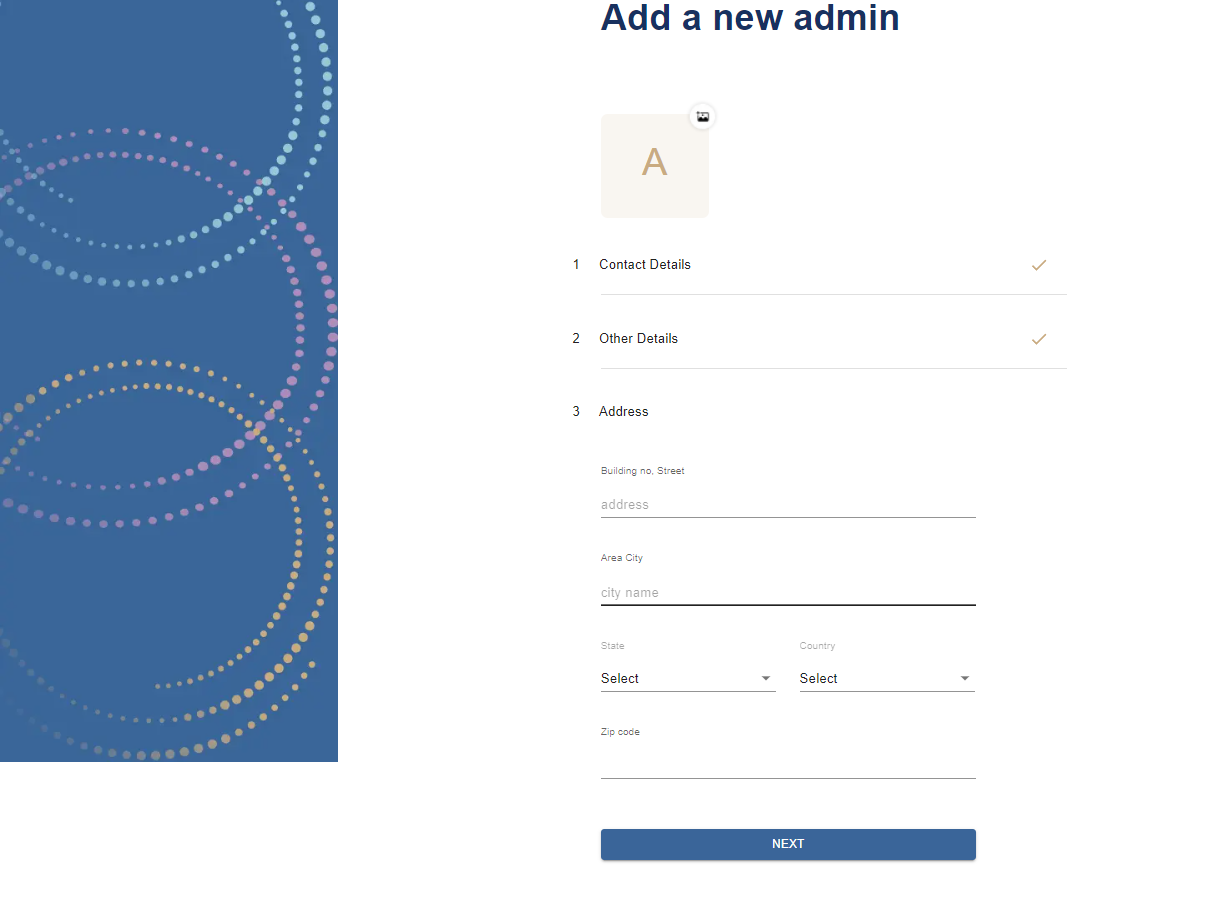 Add a new admin
A
1 Contact Details
2 Other Details
3 Address
Building no, Street
address
Area City
city name
State Country
Select Select
Zip code
NEXT